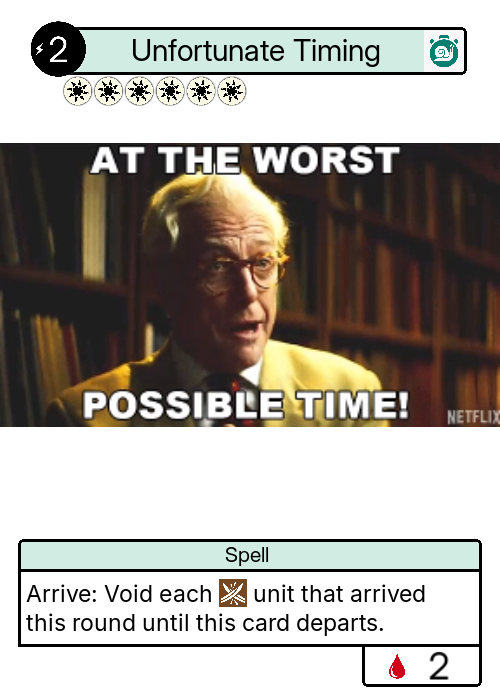 2
Unfortunate Timing
AT THE WORST
POSSIBLE TIME!
NETFLIX
Spell
Arrive: Void each unit that arrived
this round until this card departs.
2